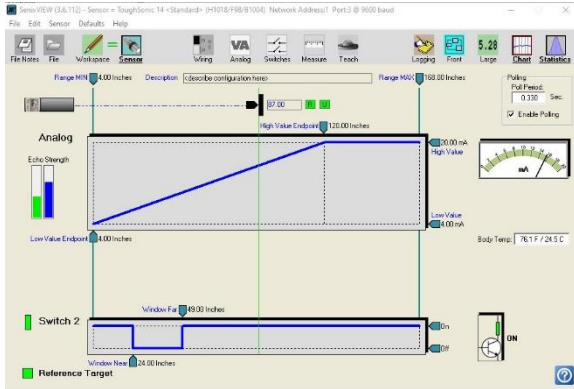 SenixVIEW (3.6.112) - Sensor = ToughSonic 14 <Standard> (H1018/F98/B1004) Network Address:1 Port:3 @ 9600 baud
File Edit Sensor Defaults Help
File Notes File Workspace = Sensor Wiring Analog Switches Measure Teach Logging Front Large Chart Statistics
VA 5.28
Range MIN 4.00 Inches Description <describe configuration here> Range MAX 168.00 Inches
Polling
Poll Period:
0.330 Sec.
Enable Polling
87.00
High Value Endpoint 120.00 Inches
Analog
Echo Strength
20.00 mA
High Value
mA
Low Value
4.00 mA
Low Value Endpoint 4.00 Inches
Body Temp: 76.1 F / 24.5 C
Window Far 49.00 Inches
Switch 2
On
Off
ON
Window Near 24.00 Inches
Reference Target
?